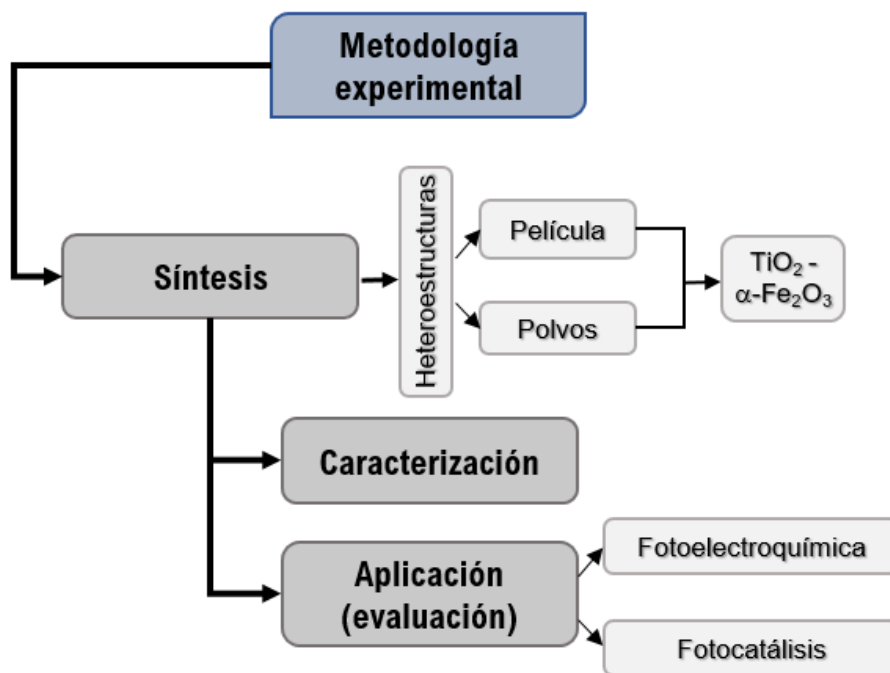 Metodología
experimental
Síntesis
Heteroestructuras
Película
Polvos
TiO₂ -
α-Fe₂O₃
Caracterización
Aplicación
(evaluación)
Fotoelectroquímica
Fotocatálisis